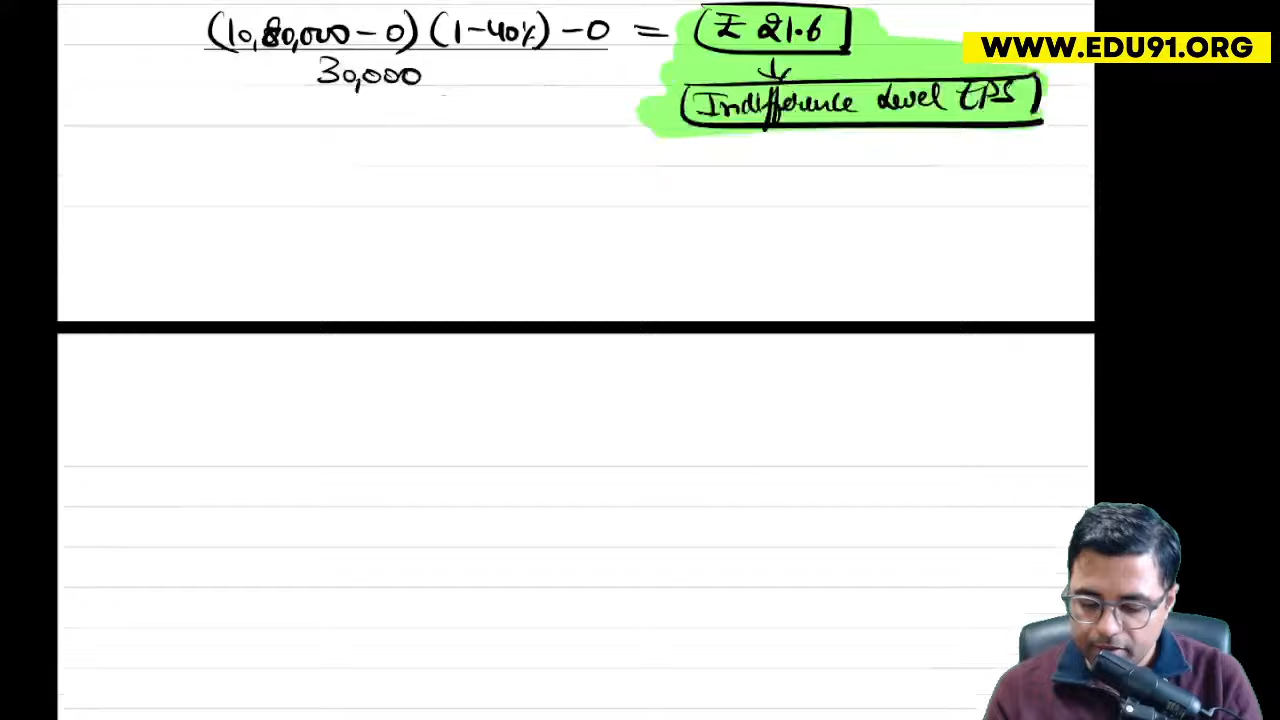 (10,80,000 - 0) (1-40%) - 0 = ₹ 21.6
30,000
↓
Indifference Level EPS
WWW.EDU91.ORG